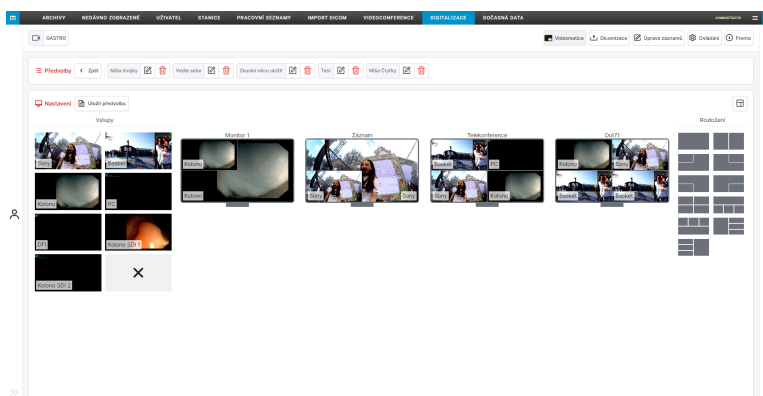 ARCHIVY NEDÁVNO ZOBRAZENÉ UŽIVATEL STANICE PRACOVNÍ SEZNAMY IMPORT DICOM VIDEOCONFERENCE DIGITALIZACE DOČASNÁ DATA ADMINISTRATOR
GASTRO Videomatice Dicomizace Úprava záznamů Ovládání Fronta
Předvolby Zpět Míša dvojky Vedle sebe Zkusím něco uložit Test Míša Čtyřky
Nastavení Uložit předvolbu
Vstupy Rozložení
Monitor 1 Záznam Telekonference Out71
Sony Basket Kolono Basket PC Kolono Sony
Kolono PC Kolono Sony Sony Sony Kolono Basket Basket
DFI Kolono SDI 1
Kolono SDI 2